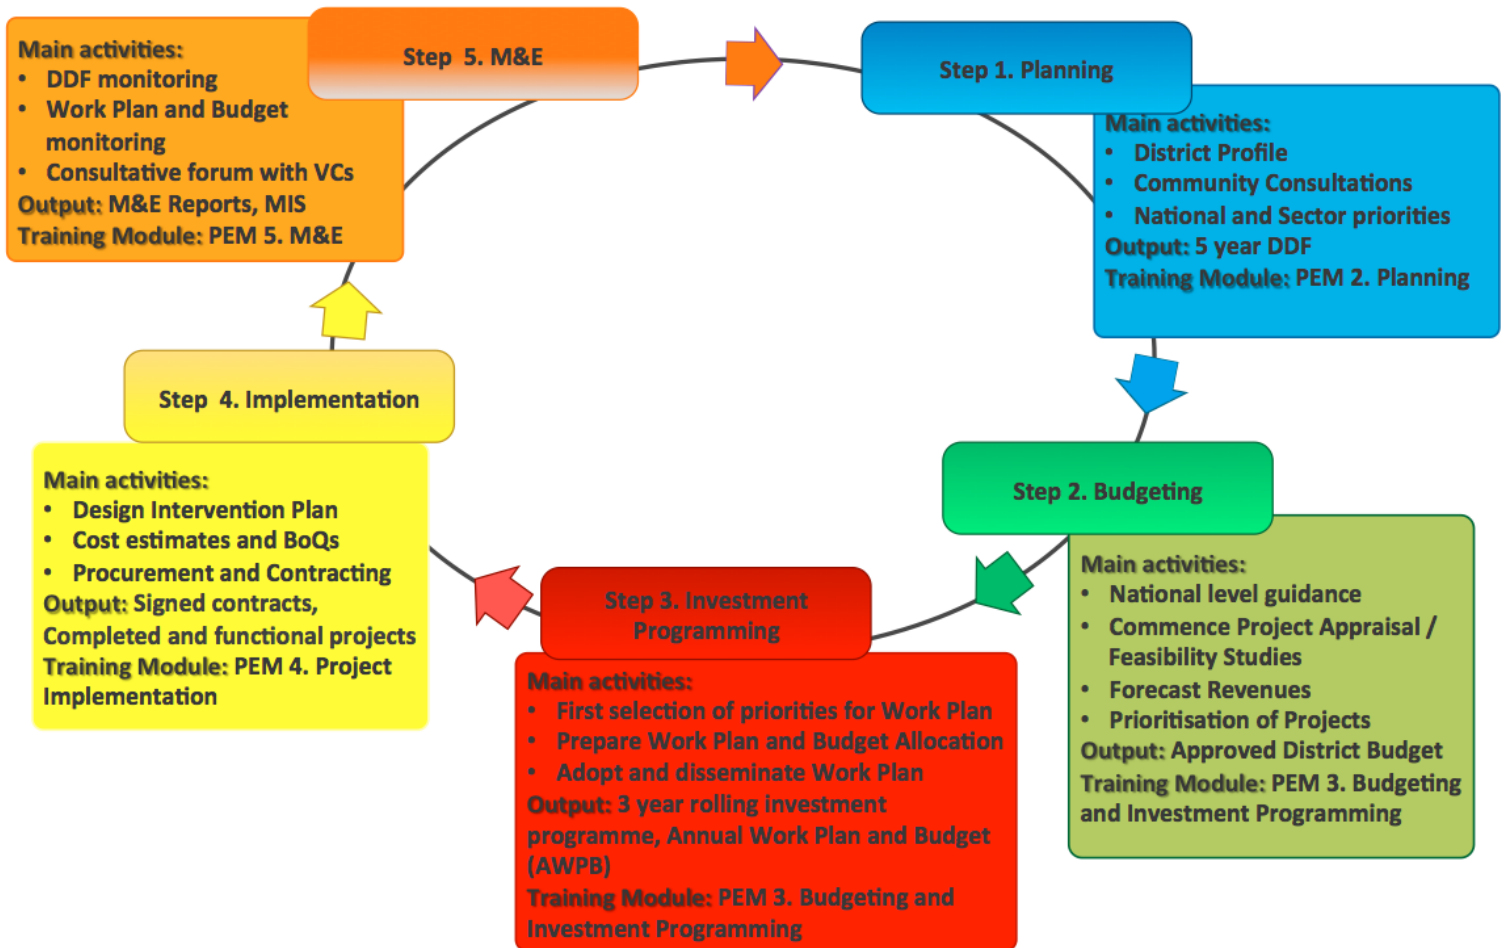 Step 5. M&E
Main activities:
• DDF monitoring
• Work Plan and Budget
monitoring
• Consultative forum with VCs
Output: M&E Reports, MIS
Training Module: PEM 5. M&E
Step 1. Planning
Main activities:
• District Profile
• Community Consultations
• National and Sector priorities
Output: 5 year DDF
Training Module: PEM 2. Planning
Step 2. Budgeting
Main activities:
• National level guidance
• Commence Project Appraisal /
Feasibility Studies
• Forecast Revenues
• Prioritisation of Projects
Output: Approved District Budget
Training Module: PEM 3. Budgeting
and Investment Programming
Step 3. Investment
Programming
Main activities:
• First selection of priorities for Work Plan
• Prepare Work Plan and Budget Allocation
• Adopt and disseminate Work Plan
Output: 3 year rolling investment
programme, Annual Work Plan and Budget
(AWPB)
Training Module: PEM 3. Budgeting and
Investment Programming
Step 4. Implementation
Main activities:
• Design Intervention Plan
• Cost estimates and BoQs
• Procurement and Contracting
Output: Signed contracts,
Completed and functional projects
Training Module: PEM 4. Project
Implementation